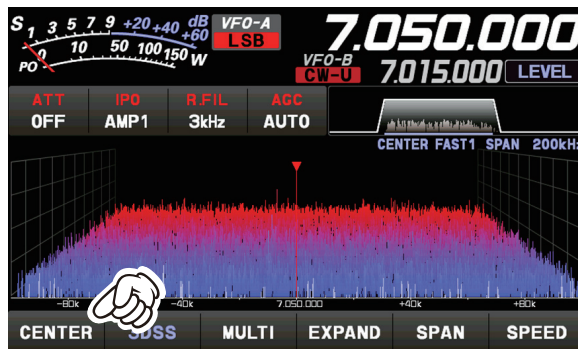 S 1 3 5 7 9 +20 +40 +60 dB
PO 0 10 50 100 150 W
VFO-A
LSB
7.050.000
VFO-B
CW-U
7.015.000
LEVEL
ATT IPO R.FIL AGC
OFF AMP1 3kHz AUTO
CENTER FAST1 SPAN 200kHz
-80k -40k 7.050.000 +40k +80k
CENTER 3DSS MULTI EXPAND SPAN SPEED